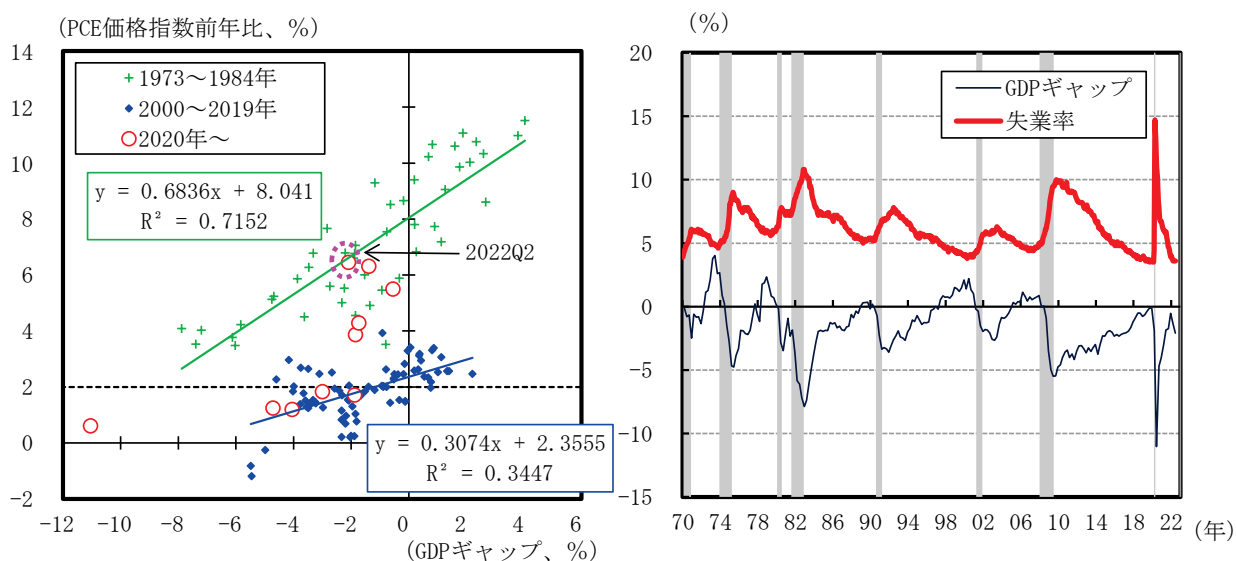 (PCE価格指数前年比、%)
14
12
10
8
6
4
2
0
-2
-12
-10
-8
-6
-4
-2
0
2
4
6
(GDPギャップ、%)
1973～1984年
2000～2019年
2020年～
y = 0.6836x + 8.041
R² = 0.7152
2022Q2
y = 0.3074x + 2.3555
R² = 0.3447
(%)
20
15
10
5
0
-5
-10
-15
GDPギャップ
失業率
70 74 78 82 86 90 94 98 02 06 10 14 18 22
(年)